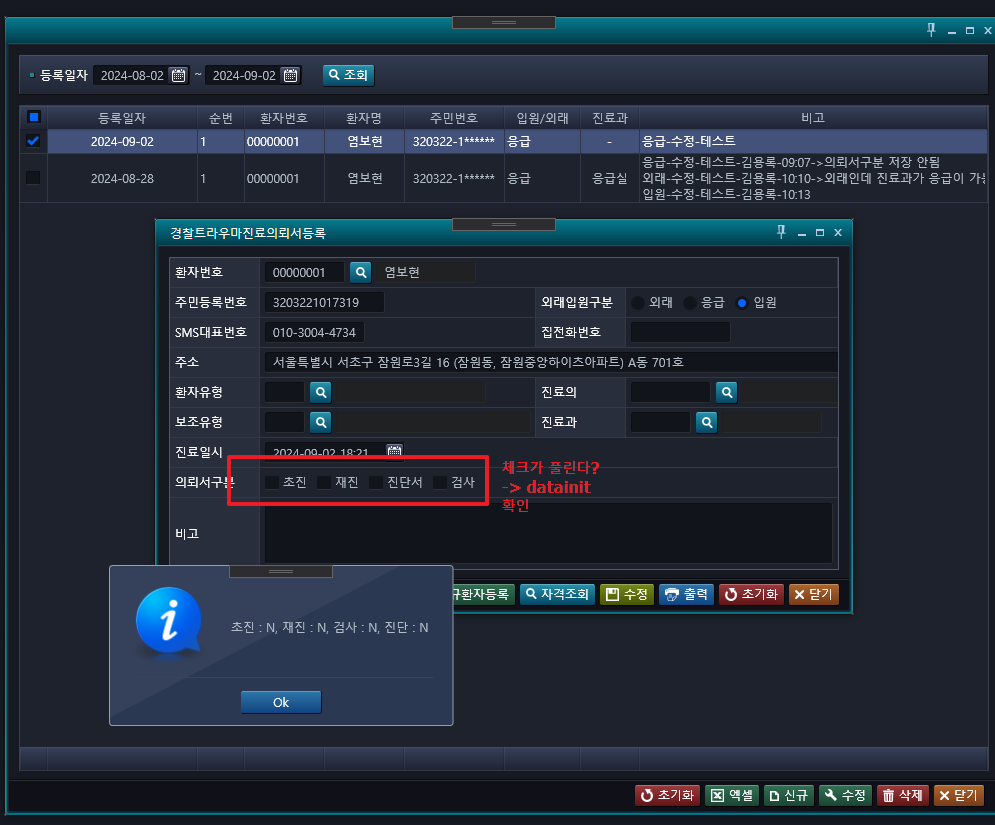 등록일자 2024-08-02 ~ 2024-09-02 조회
등록일자 순번 환자번호 환자명 주민번호 입원/외래 진료과 비고
2024-09-02 1 00000001 염보현 320322-1****** 응급 - 응급-수정-테스트
응급-수정-테스트-김용록-09:07->의뢰서구분 저장 안됨
2024-08-28 1 00000001 염보현 320322-1****** 응급 응급실 외래-수정-테스트-김용록-10:10->외래인데 진료과가 응급이 가능
입원-수정-테스트-김용록-10:13
경찰트라우마진료의뢰서등록
환자번호 00000001 염보현
주민등록번호 3203221017319 외래입원구분 외래 응급 입원
SMS대표번호 010-3004-4734 집전화번호
주소 서울특별시 서초구 잠원로3길 16 (잠원동, 잠원중앙하이츠아파트) A동 701호
환자유형 진료의
보조유형 진료과
진료일시 2024-09-02 18:21
의뢰서구분 초진 재진 진단서 검사
체크가 풀린다?
-> datainit
확인
비고
규환자등록 자격조회 수정 출력 초기화 닫기
초진 : N, 재진 : N, 검사 : N, 진단 : N
Ok
초기화 엑셀 신규 수정 삭제 닫기